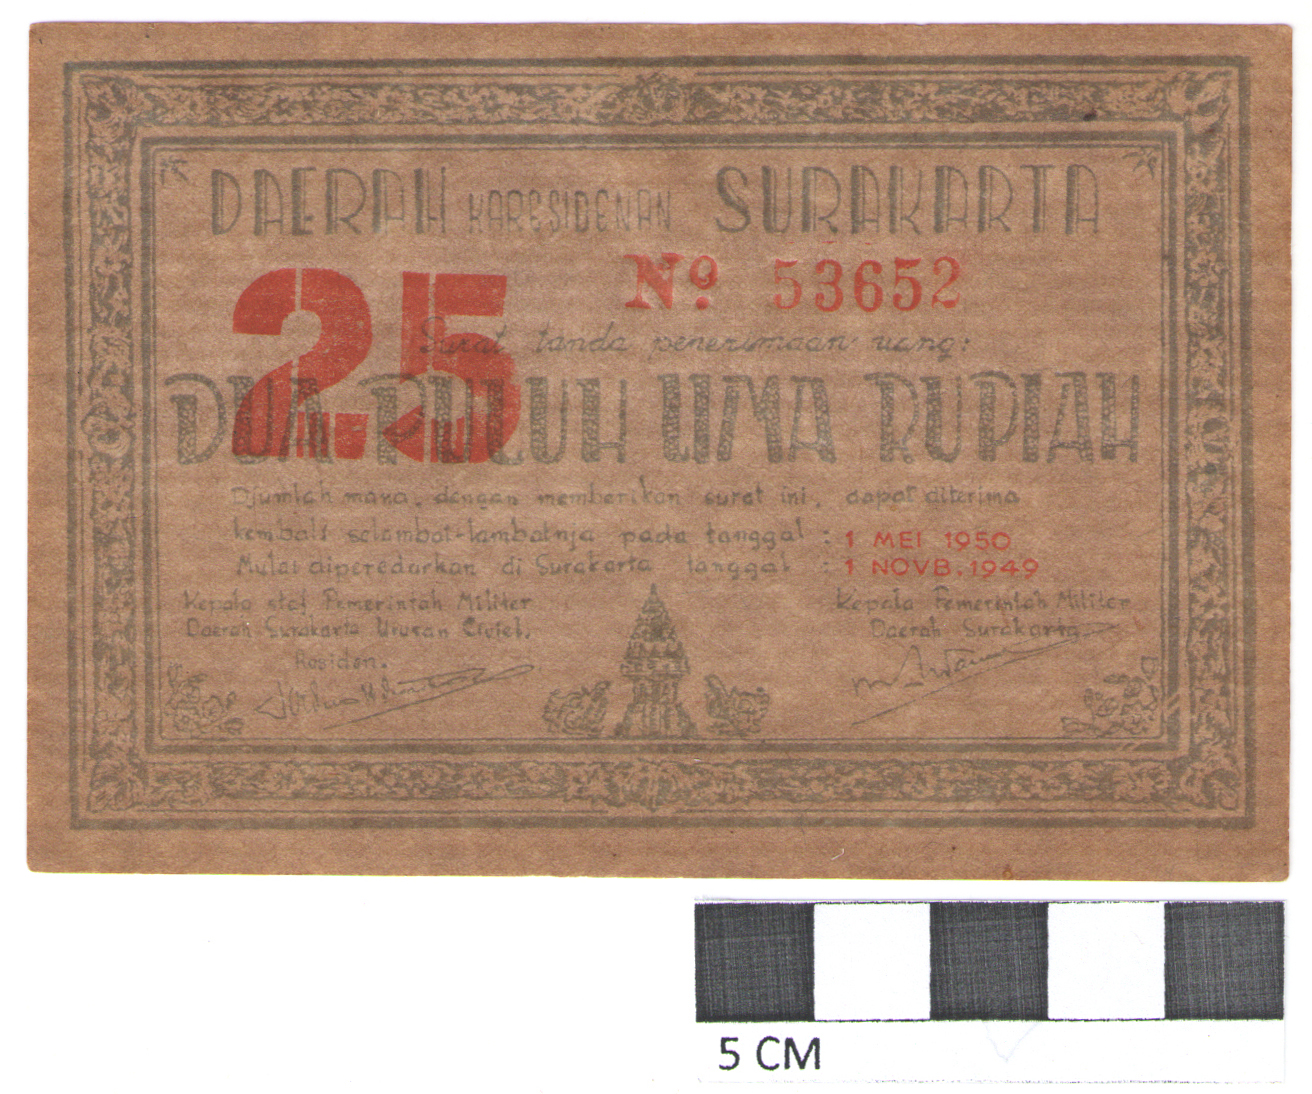 DAERAH KARESIDENAN SURAKARTA
No 53652
25
Surat tanda penerimaan uang:
DUA PULUH LIMA RUPIAH
Djumlah mana, dengan memberikan surat ini, dapat diterima
kembali selambat-lambatnja pada tanggal : 1 MEI 1950
Mulai diperedarkan di Surakarta tanggal : 1 NOVB. 1949
Kepala staf Pemerintah Militer
Daerah Surakarta Urusan Civiel,
Residen.
Kepala Pemerintah Militer
Daerah Surakarta
5 CM